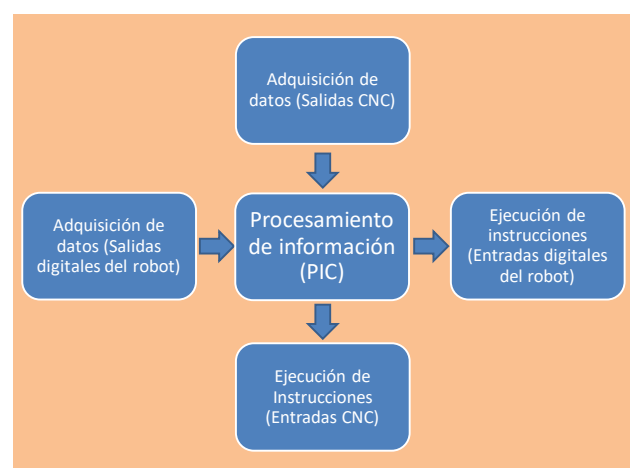 Adquisición de
datos (Salidas CNC)
Adquisición de
datos (Salidas
digitales del robot)
Procesamiento
de información
(PIC)
Ejecución de
instrucciones
(Entradas digitales
del robot)
Ejecución de
Instrucciones
(Entradas CNC)